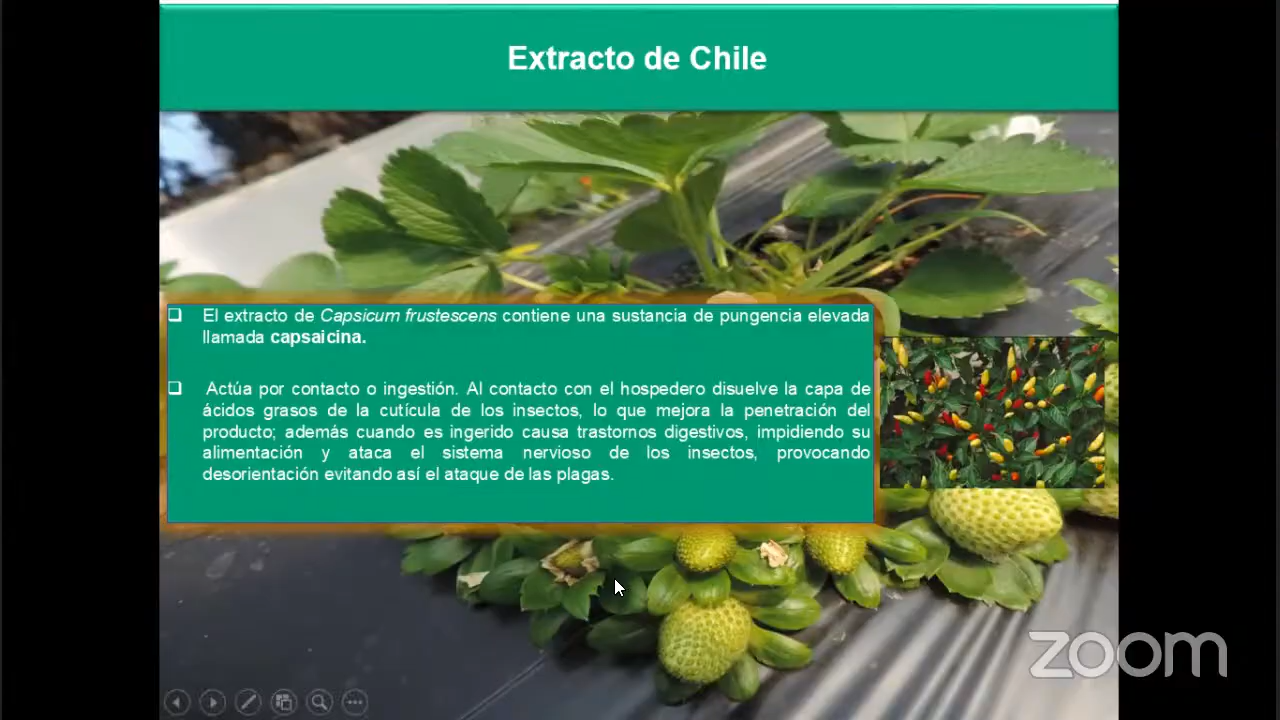 Extracto de Chile
❑ El extracto de Capsicum frustescens contiene una sustancia de pungencia elevada
llamada capsaicina.
❑ Actúa por contacto o ingestión. Al contacto con el hospedero disuelve la capa de
ácidos grasos de la cutícula de los insectos, lo que mejora la penetración del
producto; además cuando es ingerido causa trastornos digestivos, impidiendo su
alimentación y ataca el sistema nervioso de los insectos, provocando
desorientación evitando así el ataque de las plagas.
zoom